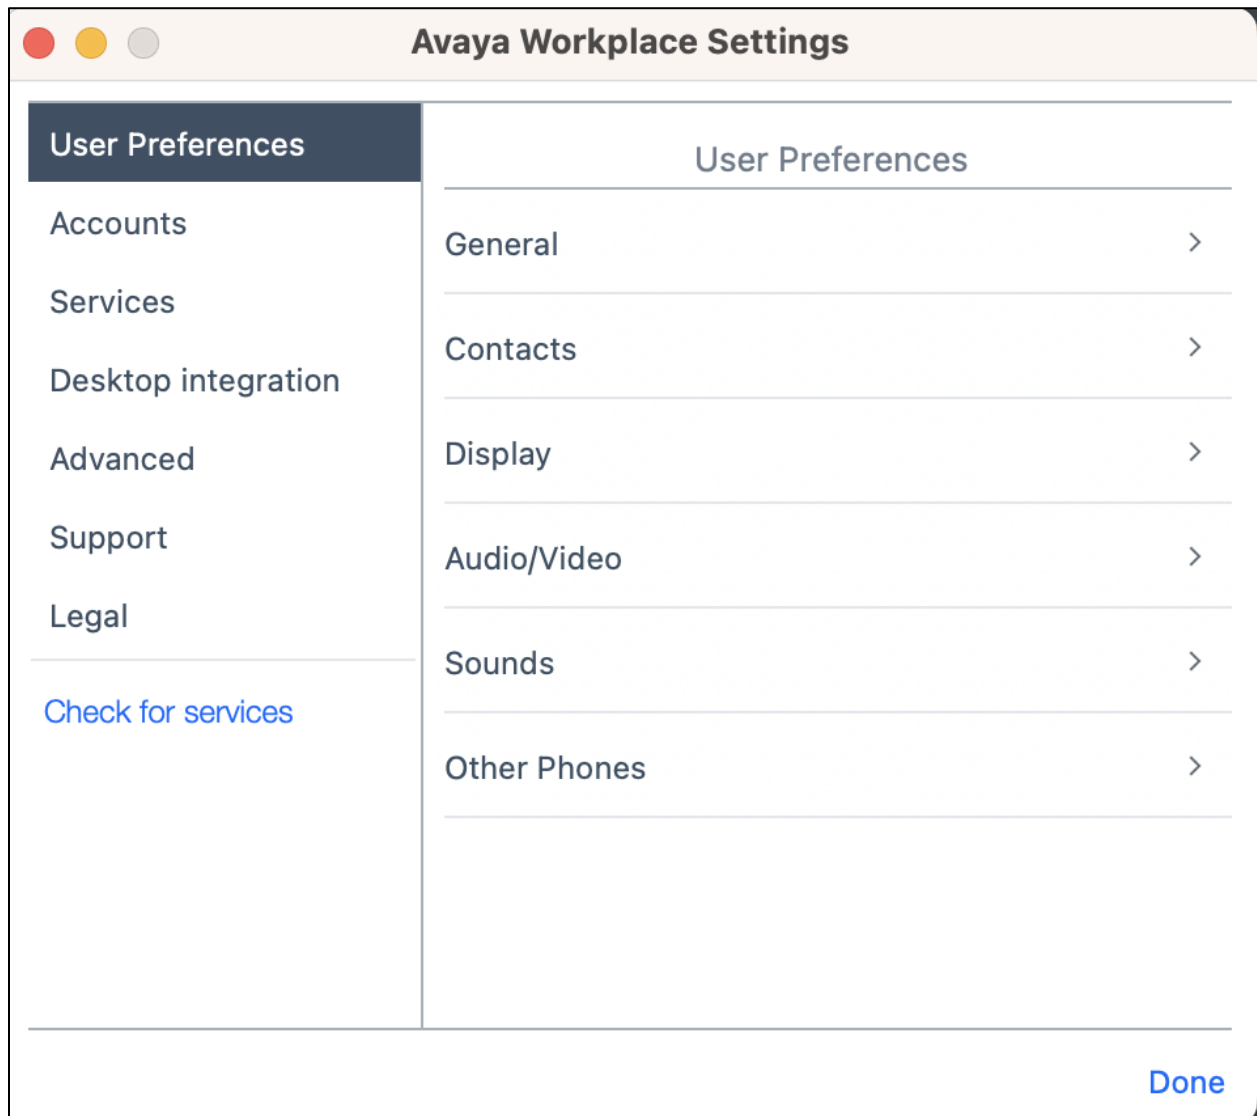 Avaya Workplace Settings
User Preferences
Accounts
Services
Desktop integration
Advanced
Support
Legal
Check for services
User Preferences
General
Contacts
Display
Audio/Video
Sounds
Other Phones
Done